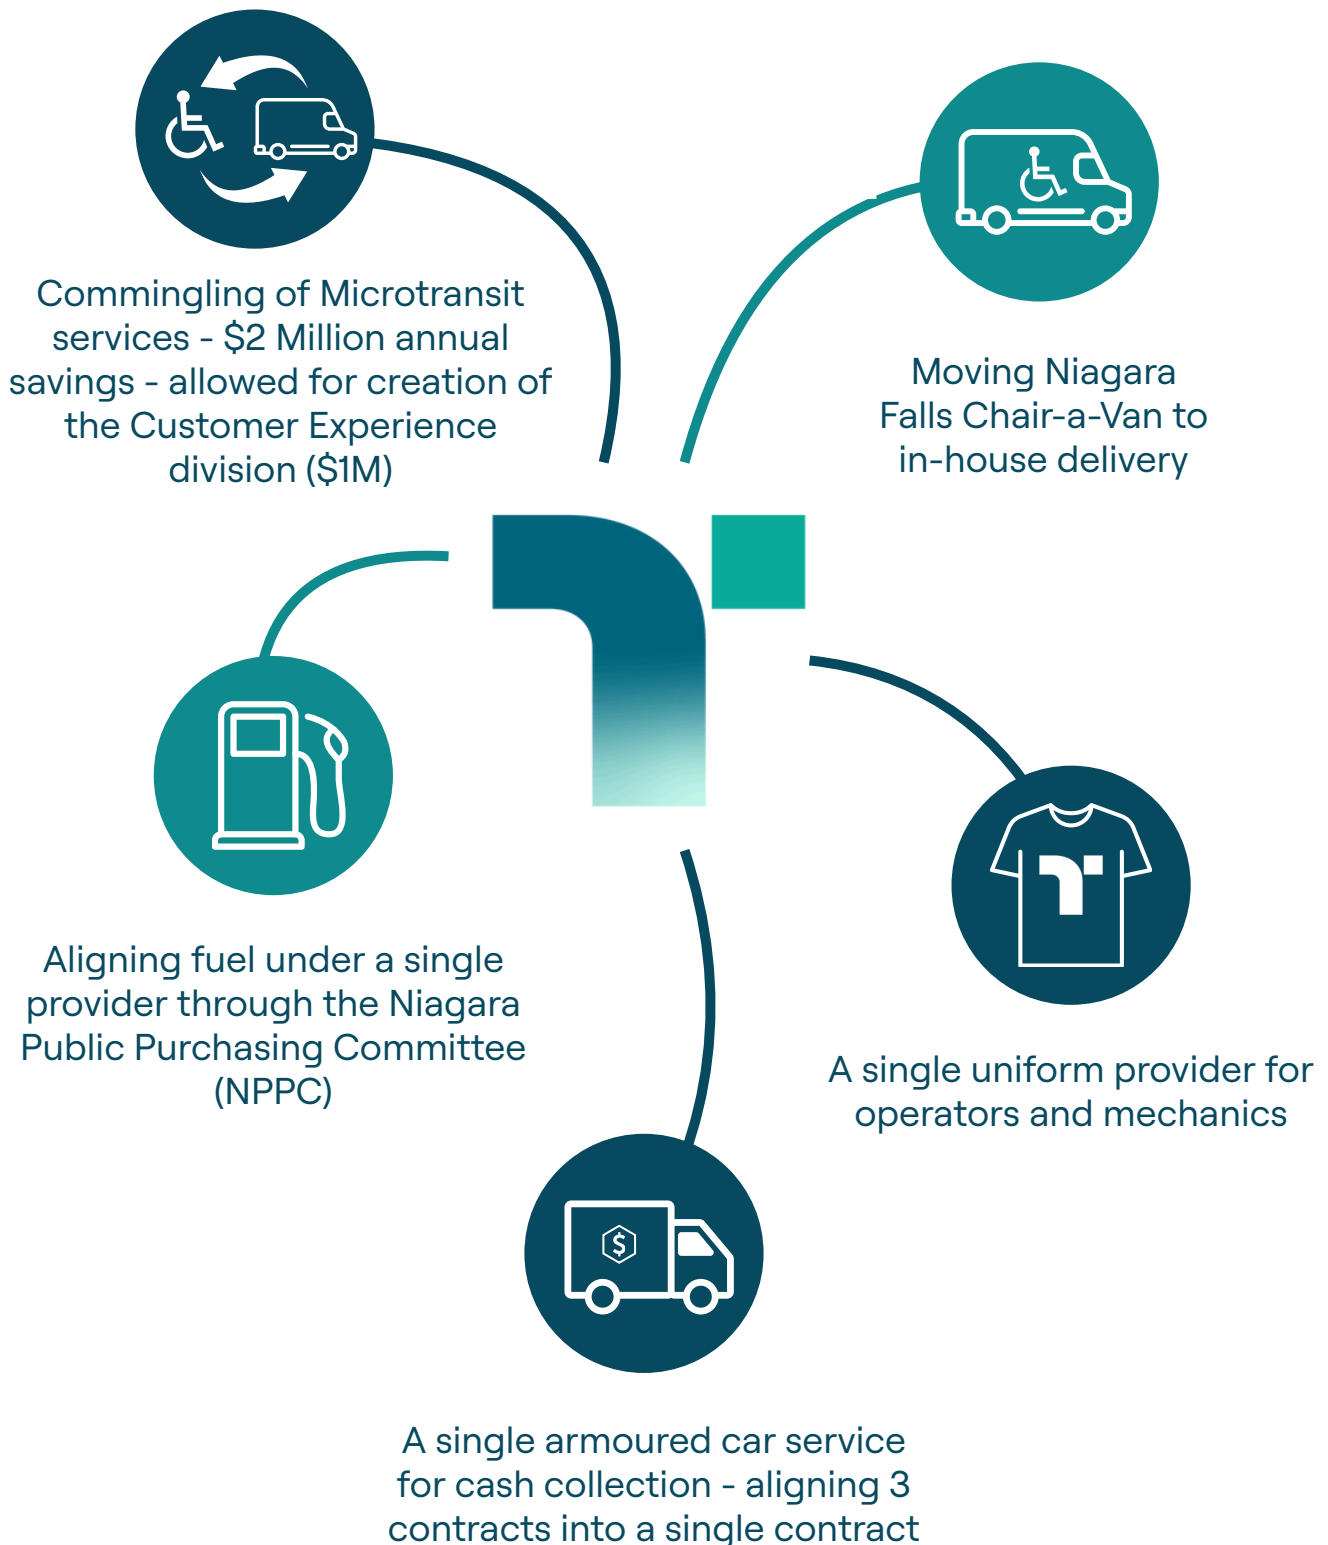 Commingling of Microtransit
services - $2 Million annual
savings - allowed for creation of
the Customer Experience
division ($1M)
Moving Niagara
Falls Chair-a-Van to
in-house delivery
Aligning fuel under a single
provider through the Niagara
Public Purchasing Committee
(NPPC)
A single uniform provider for
operators and mechanics
$
A single armoured car service
for cash collection - aligning 3
contracts into a single contract